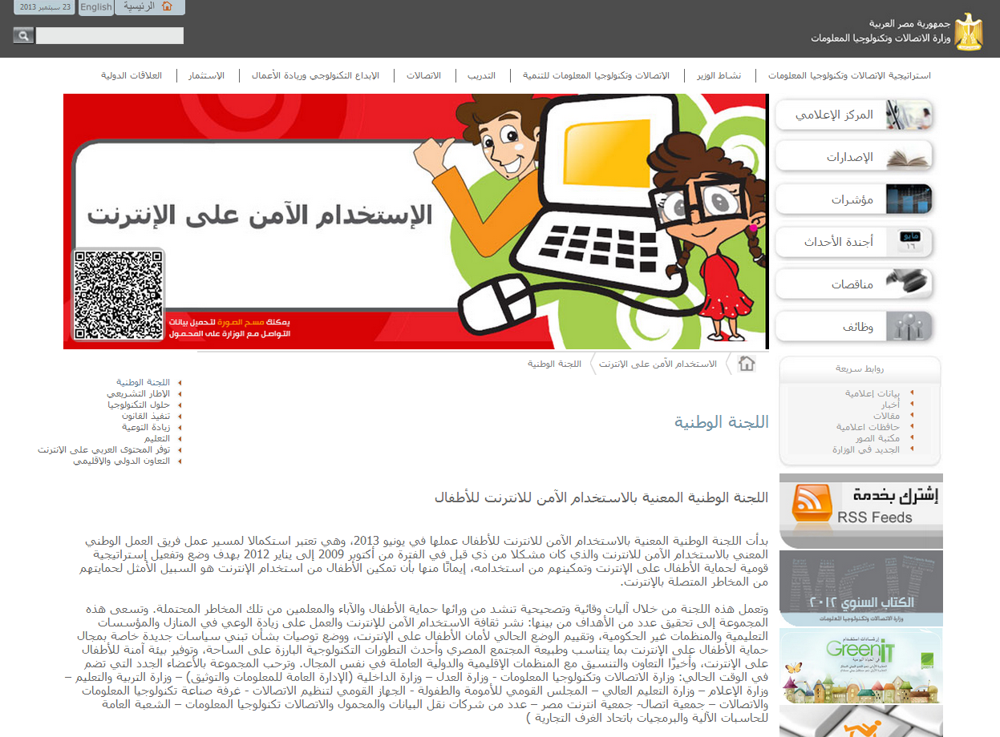 الرئيسية
English
23 سبتمبر 2013
جمهورية مصر العربية
وزارة الاتصالات وتكنولوجيا المعلومات
استراتيجية الإتصالات وتكنولوجيا المعلومات
نشاط الوزير
الإتصالات وتكنولوجيا المعلومات للتنمية
التدريب
الاتصالات
الإبداع التكنولوجي وريادة الأعمال
الإستثمار
العلاقات الدولية
المركز الإعلامي
الإصدارات
مؤشرات
مايو
١٦
أجندة الأحداث
مناقصات
وظائف
الإستخدام الآمن على الإنترنت
يمكنك مسح الصورة لتحميل بيانات
التواصل مع الوزارة على المحمول
روابط سريعة
بيانات إعلامية
أخبار
مقالات
حافظات اعلامية
مكتبة الصور
الجديد في الوزارة
إشترك بخدمة
RSS Feeds
MCIT
الكتاب السنوي ٢٠١٢
وزارة الاتصالات وتكنولوجيا المعلومات
إرشادات استخدام
Green IT
الاستخدام الآمن على الإنترنت
اللجنة الوطنية
اللجنة الوطنية
الإطار التشريعي
حلول التكنولوجيا
تنفيذ القانون
زيادة التوعية
التعليم
توفر المحتوى العربي على الانترنت
التعاون الدولي والإقليمي
اللجنة الوطنية
اللجنة الوطنية المعنية بالاستخدام الآمن للانترنت للأطفال
بدأت اللجنة الوطنية المعنية بالاستخدام الآمن للانترنت للأطفال عملها في يونيو 2013، وهي تعتبر استكمالا لمسير عمل فريق العمل الوطني
المعني بالاستخدام الآمن للانترنت والذي كان مشكلا من ذي قبل في الفترة من أكتوبر 2009 إلى يناير 2012 بهدف وضع وتفعيل إستراتيجية
قومية لحماية الأطفال على الإنترنت وتمكينهم من استخدامه، إيمانًا منها بأن تمكين الأطفال من استخدام الإنترنت هو السبيل الأمثل لحمايتهم
من المخاطر المتصلة بالإنترنت.
وتعمل هذه اللجنة من خلال آليات وقائية وتصحيحية تنشد من ورائها حماية الأطفال والآباء والمعلمين من تلك المخاطر المحتملة. وتسعى هذه
المجموعة إلى تحقيق عدد من الأهداف من بينها: نشر ثقافة الاستخدام الآمن للإنترنت والعمل على زيادة الوعي في المنازل والمؤسسات
التعليمية والمنظمات غير الحكومية، وتقييم الوضع الحالي لأمان الأطفال على الإنترنت، ووضع توصيات بشأن تبني سياسات جديدة خاصة بمجال
حماية الأطفال على الإنترنت بما يتناسب وطبيعة المجتمع المصري وأحدث التطورات التكنولوجية البارزة على الساحة، وتوفير بيئة آمنة للأطفال
على الإنترنت، وأخيرًا التعاون والتنسيق مع المنظمات الإقليمية والدولية العاملة في نفس المجال. وترحب المجموعة بالأعضاء الجدد التي تضم
في الوقت الحالي: وزارة الاتصالات وتكنولوجيا المعلومات - وزارة العدل – وزارة الداخلية (الإدارة العامة للمعلومات والتوثيق) – وزارة التربية والتعليم –
وزارة الإعلام – وزارة التعليم العالي – المجلس القومي للأمومة والطفولة - الجهاز القومي لتنظيم الاتصالات - غرفة صناعة تكنولوجيا المعلومات
والاتصالات – جمعية اتصال- جمعية انترنت مصر – عدد من شركات نقل البيانات والمحمول والاتصالات تكنولوجيا المعلومات – الشعبة العامة
للحاسبات الآلية والبرمجيات باتحاد الغرف التجارية )